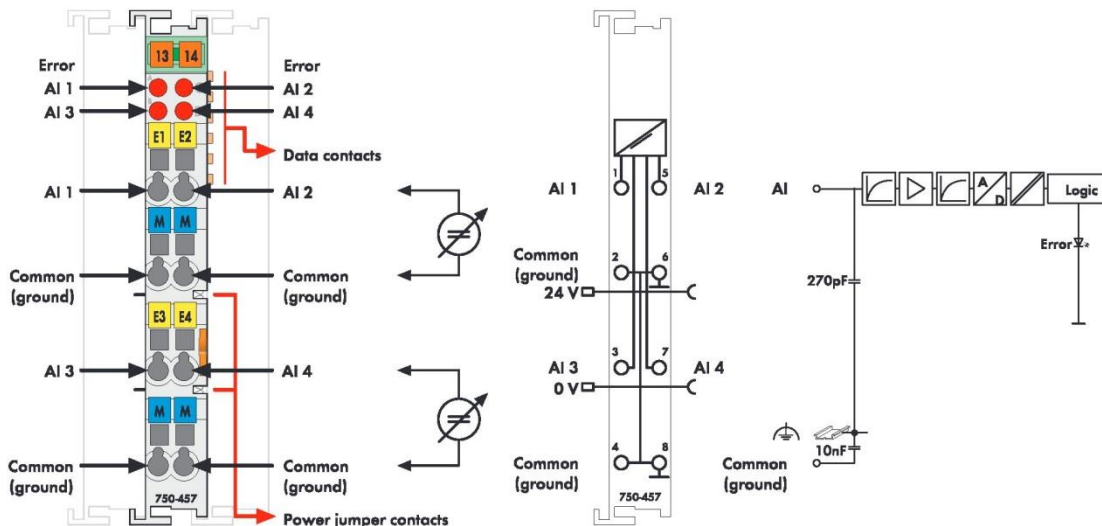 13 14
Error
Error
AI 1
AI 2
AI 3
AI 4
E1 E2
Data contacts
AI 1
AI 2
M M
Common
(ground)
Common
(ground)
E3 E4
AI 3
AI 4
M M
Common
(ground)
Common
(ground)
750-457
Power jumper contacts
1 5
AI 1
AI 2
Common
(ground)
2 6
24 V
3 7
AI 3
AI 4
0 V
4 8
Common
(ground)
750-457
AI
A
D
Logic
Error
270pF
10nF
Common
(ground)